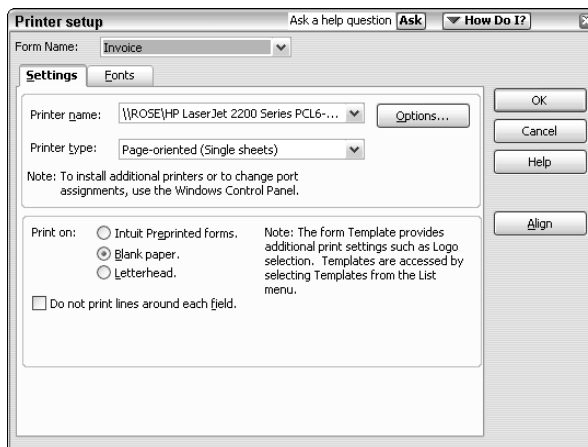 Printer setup
Ask a help question Ask
How Do I?
Form Name: Invoice
Settings Fonts
Printer name: \\ROSE\HP LaserJet 2200 Series PCL6-...
Options...
Printer type: Page-oriented (Single sheets)
Note: To install additional printers or to change port
assignments, use the Windows Control Panel.
Print on: Intuit Preprinted forms.
Blank paper.
Letterhead.
Note: The form Template provides
additional print settings such as Logo
selection. Templates are accessed by
selecting Templates from the List
menu.
Do not print lines around each field.
OK
Cancel
Help
Align